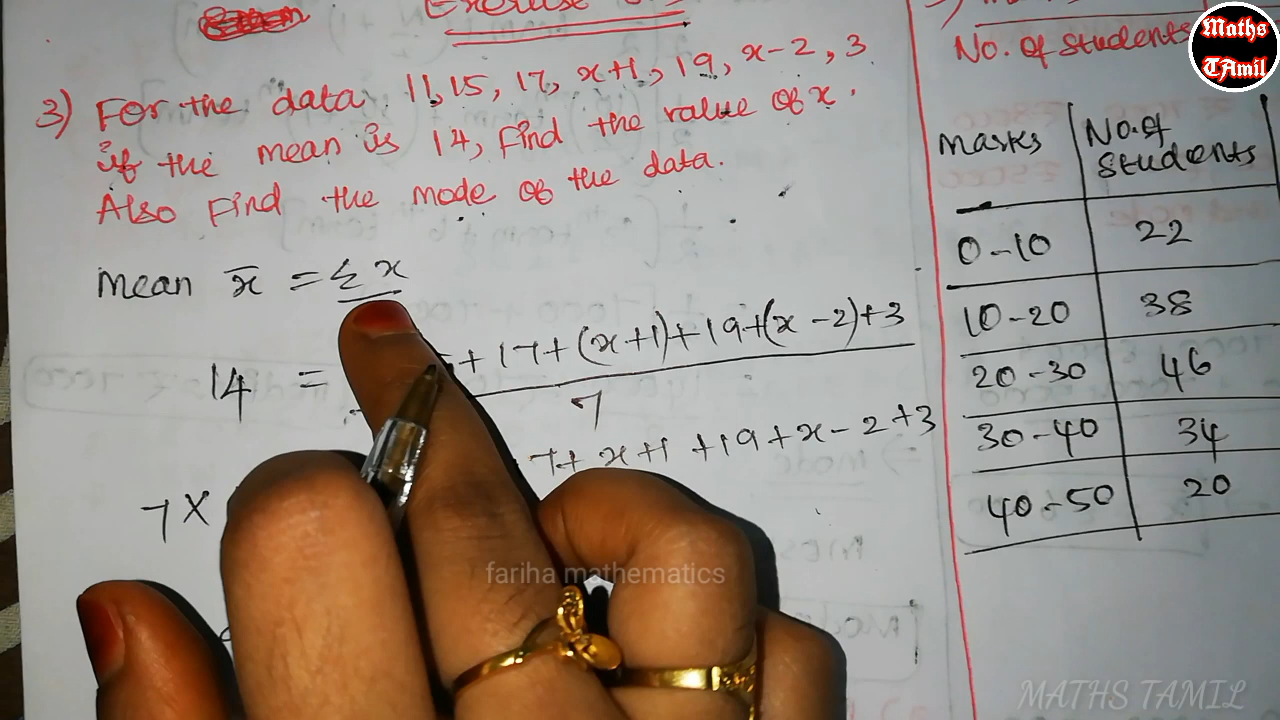 3) For the data 11, 15, 17, x+1, 19, x-2, 3
if the mean is 14, Find the value of x.
Also Find the mode of the data.
mean x̄ = Σx
14 = + 17 + (x+1) + 19 + (x-2) + 3
7
7 + x+1 + 19 + x - 2 + 3
7 ×
No. of students
marks | No. of students
0-10 | 22
10-20 | 38
20-30 | 46
30-40 | 34
40-50 | 20
Maths TAmil
fariha mathematics
MATHS TAMIL